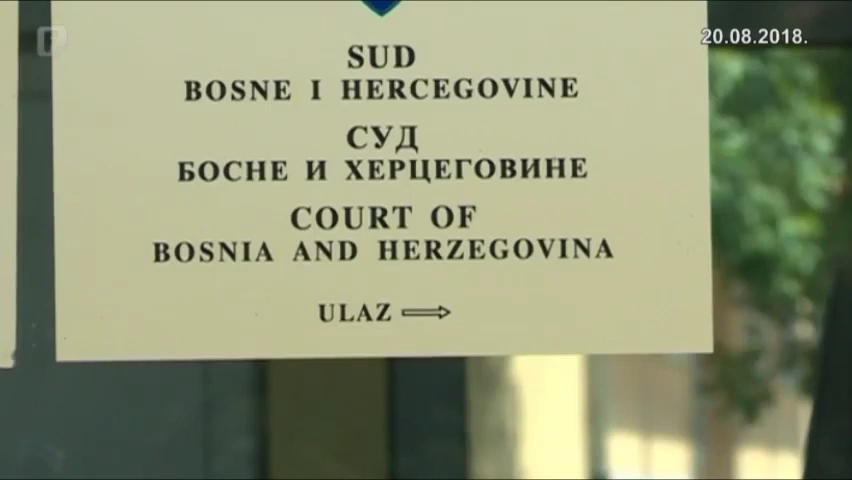 20.08.2018.
SUD
BOSNE I HERCEGOVINE
СУД
БОСНЕ И ХЕРЦЕГОВИНЕ
COURT OF
BOSNIA AND HERZEGOVINA
ULAZ